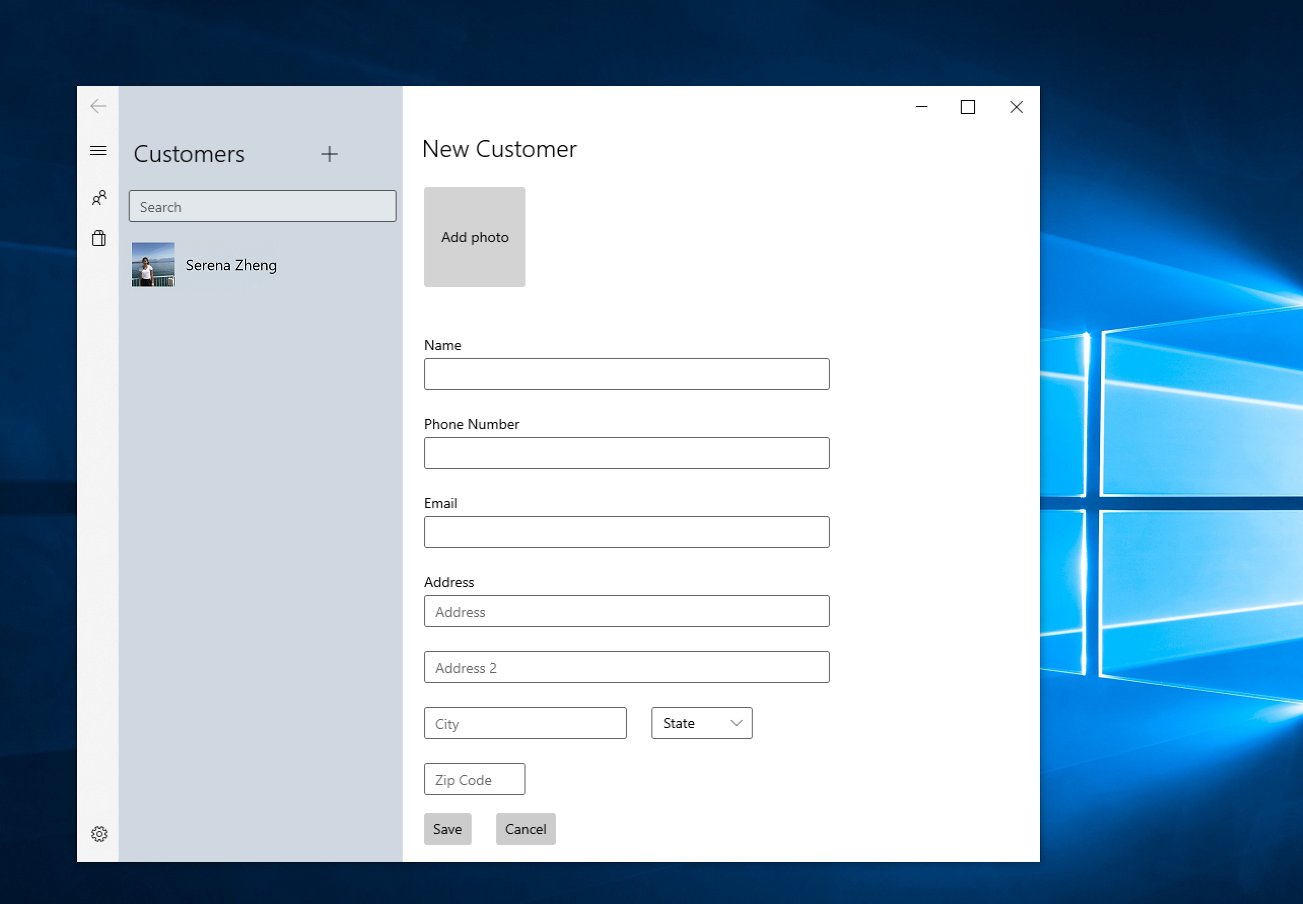 Customers
Search
Serena Zheng
New Customer
Add photo
Name
Phone Number
Email
Address
Address
Address 2
City
State
Zip Code
Save
Cancel